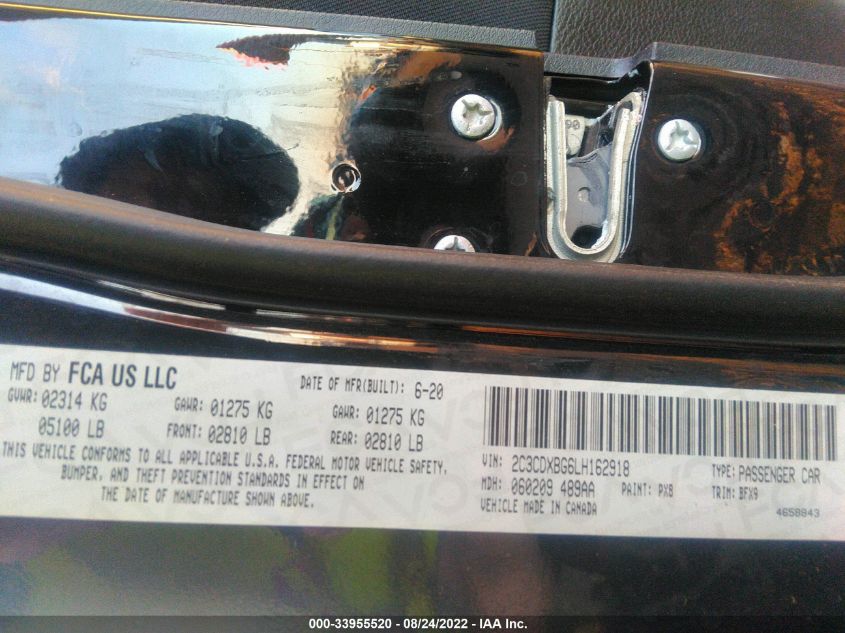 MFD BY FCA US LLC
DATE OF MFR(BUILT): 6-20
GVWR: 02314 KG
GAWR: 01275 KG
GAWR: 01275 KG
05100 LB
FRONT: 02810 LB
REAR: 02810 LB
THIS VEHICLE CONFORMS TO ALL APPLICABLE U.S.A. FEDERAL MOTOR VEHICLE SAFETY,
BUMPER, AND THEFT PREVENTION STANDARDS IN EFFECT ON
THE DATE OF MANUFACTURE SHOWN ABOVE.
VIN: 2C3CDXBG6LH162918
TYPE: PASSENGER CAR
MDH: 060209 489AA
PAINT: PX8
TRIM: BFX9
VEHICLE MADE IN CANADA
4658843
000-33955520 - 08/24/2022 - IAA Inc.